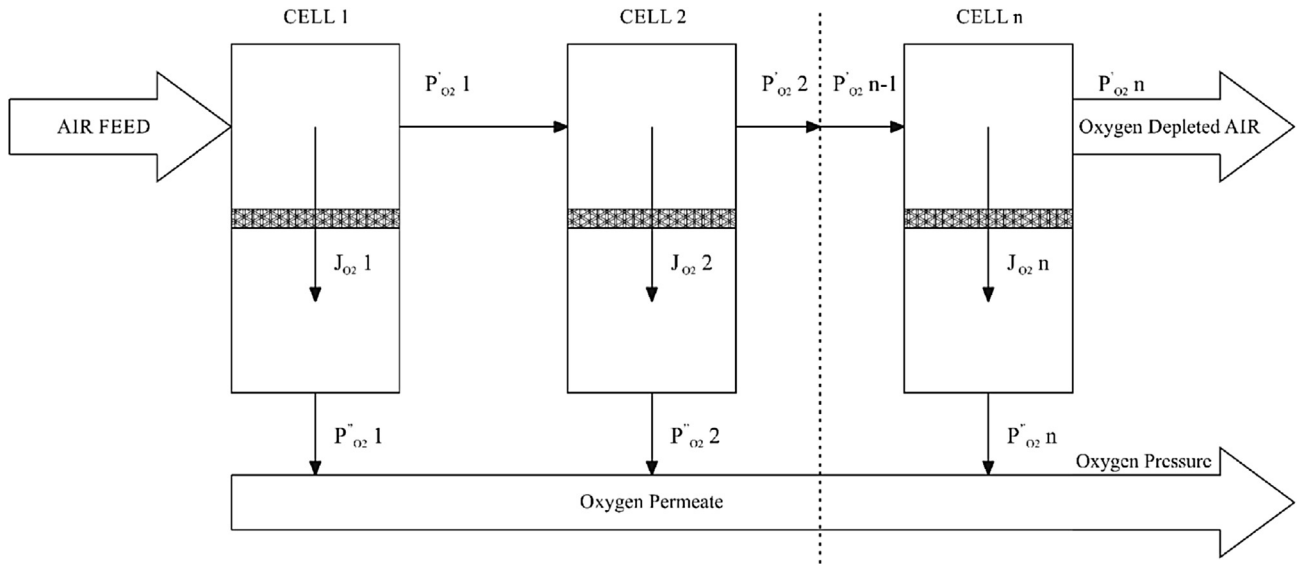 CELL 1
CELL 2
CELL n
AIR FEED
P'O2 1
P'O2 2
P'O2 n-1
P'O2 n
Oxygen Depleted AIR
JO2 1
JO2 2
JO2 n
P"O2 1
P"O2 2
P"O2 n
Oxygen Pressure
Oxygen Permeate